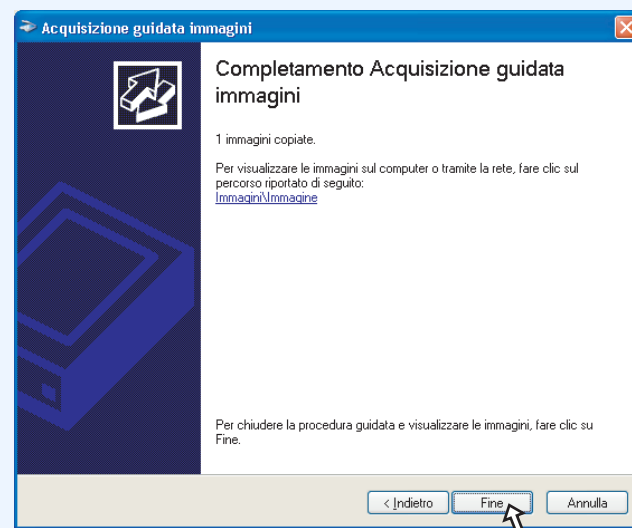 Acquisizione guidata immagini
Completamento Acquisizione guidata
immagini
1 immagini copiate.
Per visualizzare le immagini sul computer o tramite la rete, fare clic sul
percorso riportato di seguito:
Immagini\Immagine
Per chiudere la procedura guidata e visualizzare le immagini, fare clic su
Fine.
< Indietro Fine Annulla